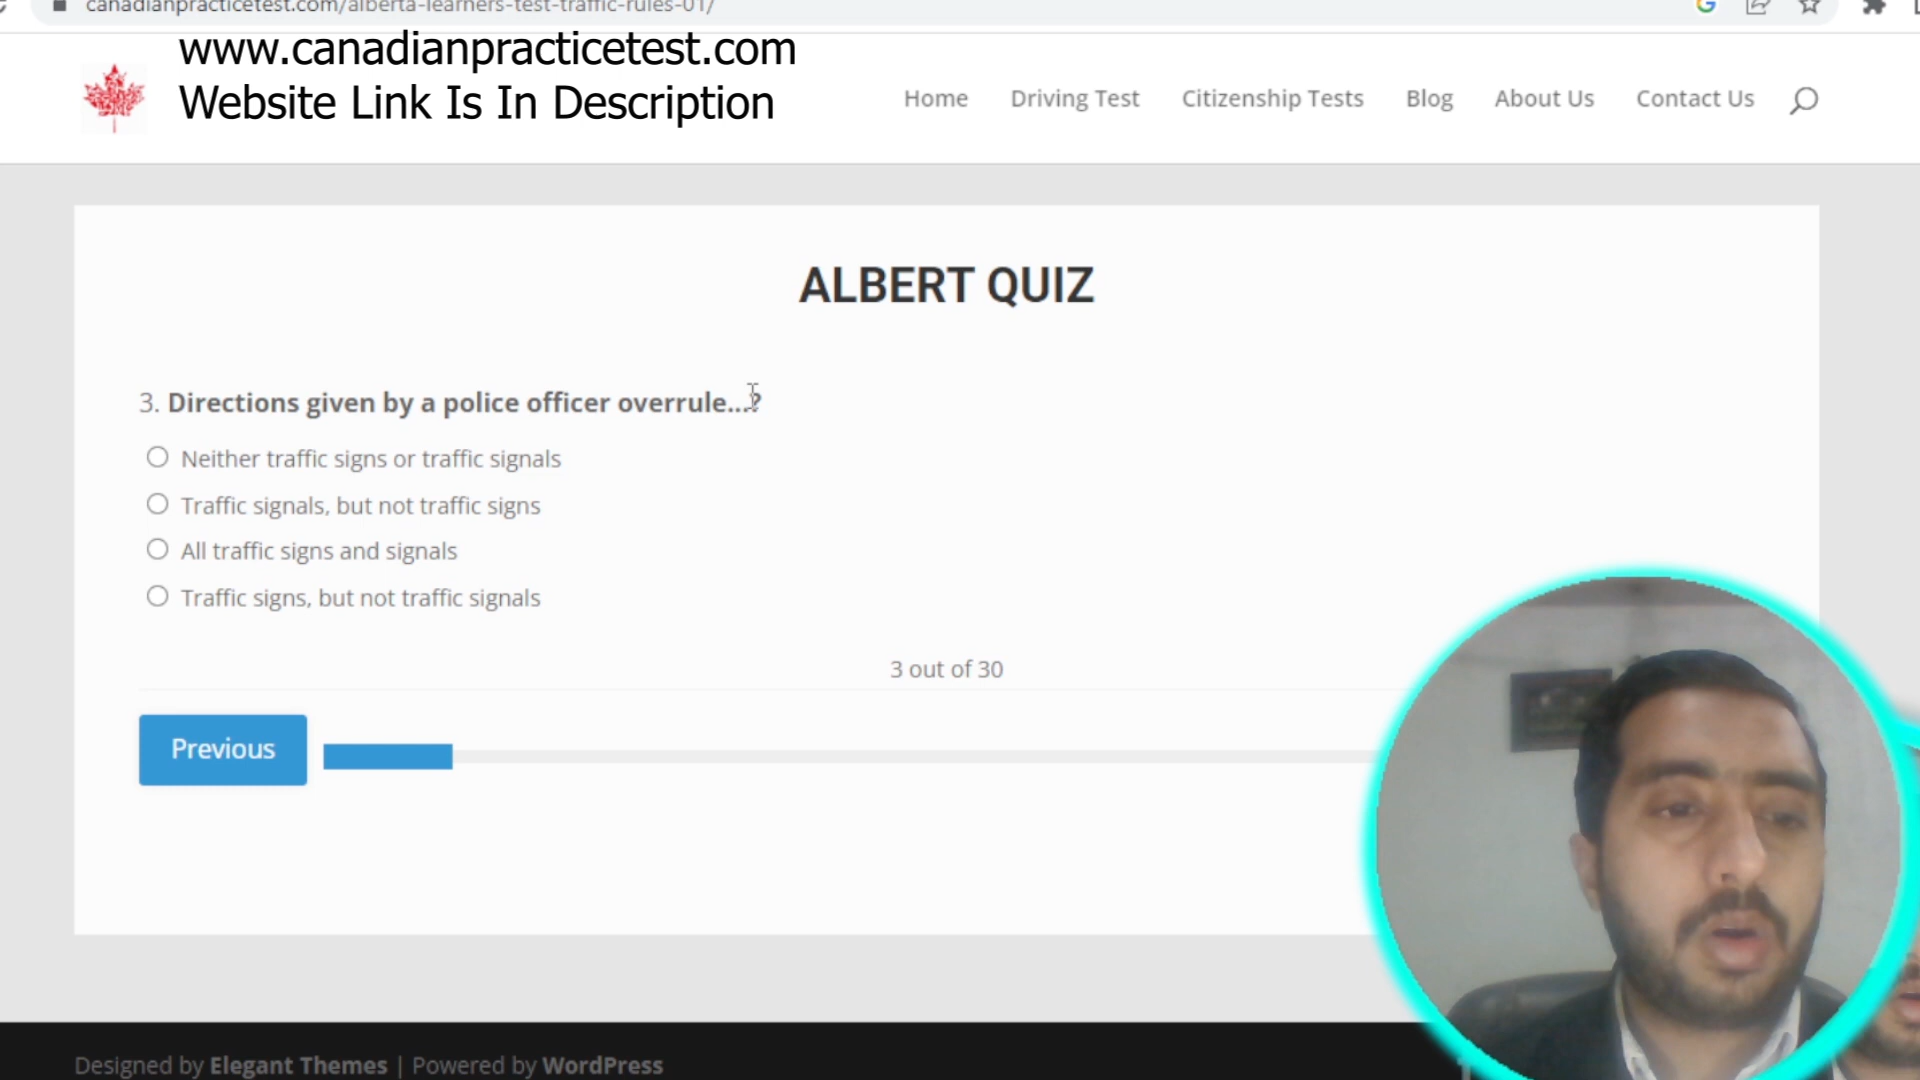 canadianpracticetest.com/alberta-learners-test-traffic-rules-01/
www.canadianpracticetest.com
Website Link Is In Description
Home Driving Test Citizenship Tests Blog About Us Contact Us
ALBERT QUIZ
3. Directions given by a police officer overrule...?
Neither traffic signs or traffic signals
Traffic signals, but not traffic signs
All traffic signs and signals
Traffic signs, but not traffic signals
3 out of 30
Previous
Designed by Elegant Themes | Powered by WordPress